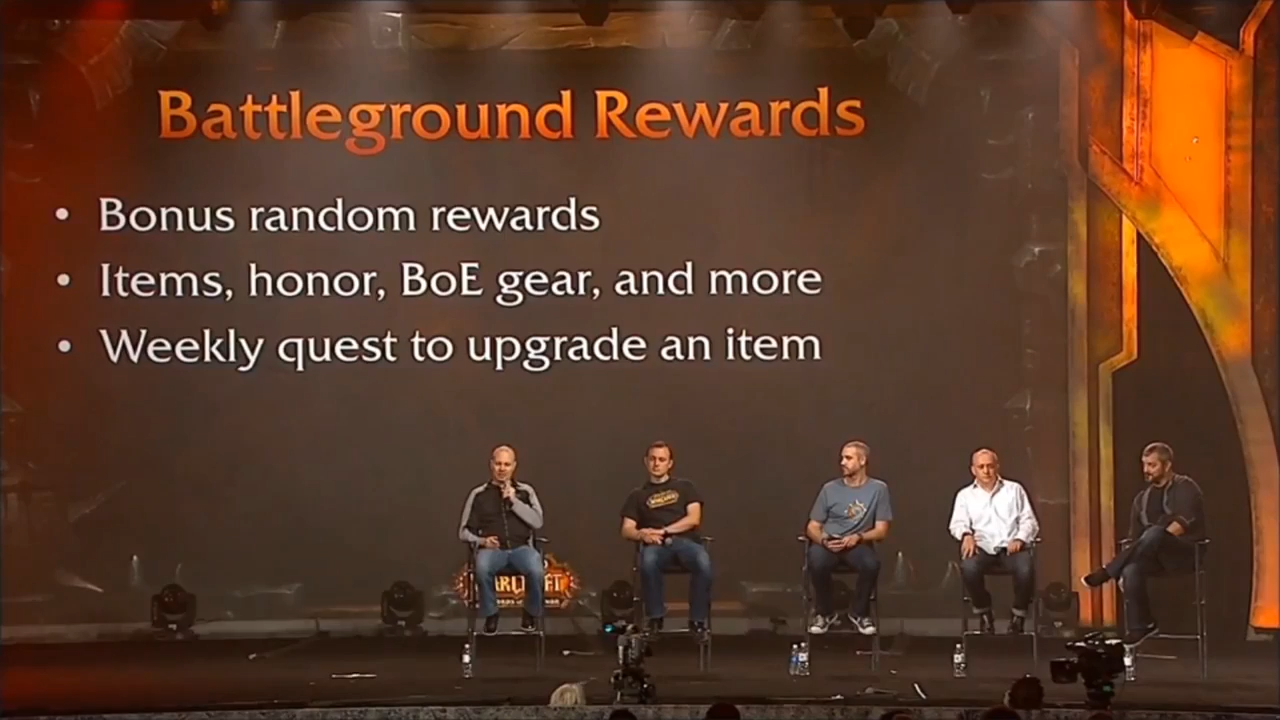 Battleground Rewards
• Bonus random rewards
• Items, honor, BoE gear, and more
• Weekly quest to upgrade an item